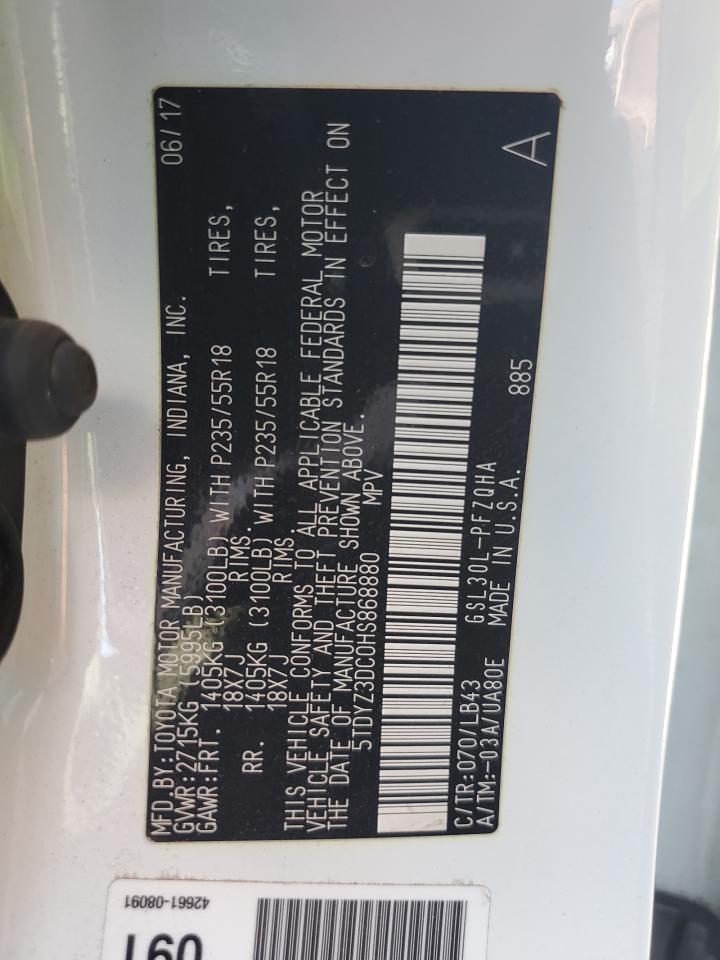 MFD.BY:TOYOTA MOTOR MANUFACTURING, INDIANA, INC. 06/17
GVWR:2715KG (5995LB)
GAWR:FRT. 1405KG (3100LB) WITH P235/55R18 TIRES,
18X7J RIMS.
RR. 1405KG (3100LB) WITH P235/55R18 TIRES,
18X7J RIMS.
THIS VEHICLE CONFORMS TO ALL APPLICABLE FEDERAL MOTOR
VEHICLE SAFETY AND THEFT PREVENTION STANDARDS IN EFFECT ON
THE DATE OF MANUFACTURE SHOWN ABOVE.
5TDYZ3DC0HS868880 MPV
C/TR:070/LB43 GSL30L-PFZQHA
A/TM:-03A/UA80E MADE IN U.S.A. 885 A
42661-08091
091